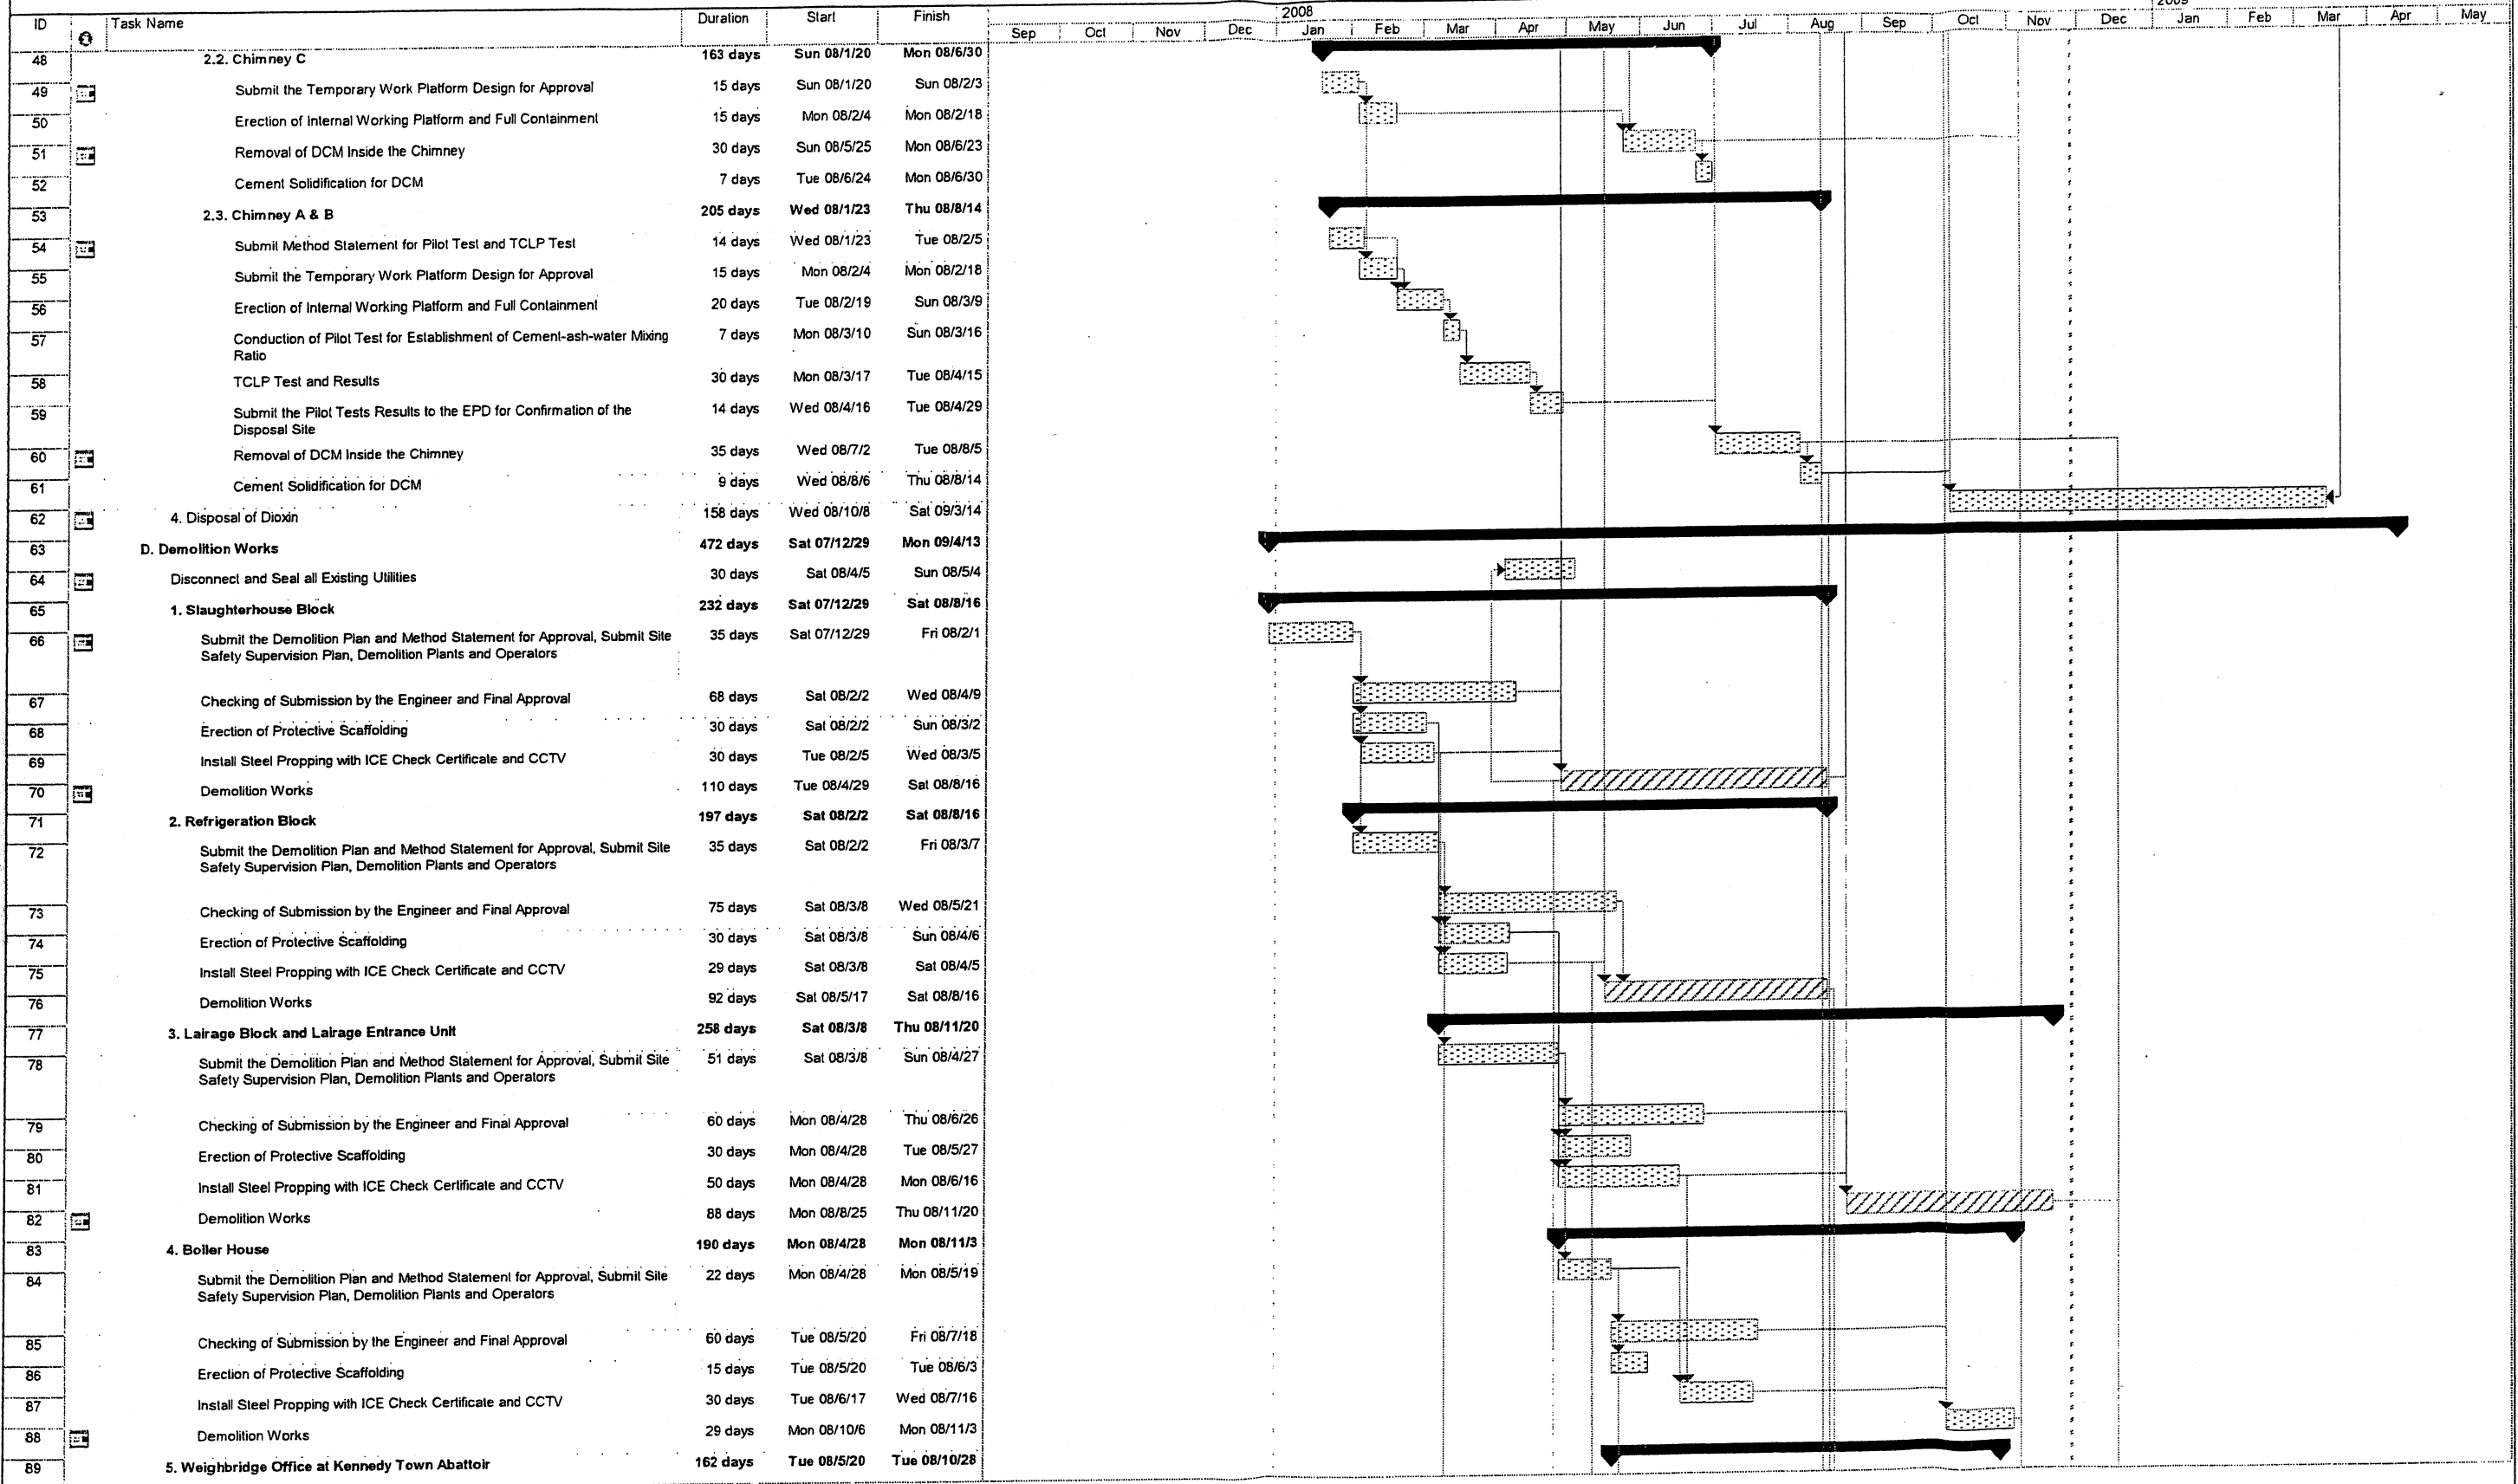 2008
2009
ID Task Name Duration Start Finish Sep Oct Nov Dec Jan Feb Mar Apr May Jun Jul Aug Sep Oct Nov Dec Jan Feb Mar Apr May
48 2.2. Chimney C 163 days Sun 08/1/20 Mon 08/6/30
49 Submit the Temporary Work Platform Design for Approval 15 days Sun 08/1/20 Sun 08/2/3
50 Erection of Internal Working Platform and Full Containment 15 days Mon 08/2/4 Mon 08/2/18
51 Removal of DCM Inside the Chimney 30 days Sun 08/5/25 Mon 08/6/23
52 Cement Solidification for DCM 7 days Tue 08/6/24 Mon 08/6/30
53 2.3. Chimney A & B 205 days Wed 08/1/23 Thu 08/8/14
54 Submit Method Statement for Pilot Test and TCLP Test 14 days Wed 08/1/23 Tue 08/2/5
55 Submit the Temporary Work Platform Design for Approval 15 days Mon 08/2/4 Mon 08/2/18
56 Erection of Internal Working Platform and Full Containment 20 days Tue 08/2/19 Sun 08/3/9
57 Conduction of Pilot Test for Establishment of Cement-ash-water Mixing 7 days Mon 08/3/10 Sun 08/3/16
Ratio
58 TCLP Test and Results 30 days Mon 08/3/17 Tue 08/4/15
59 Submit the Pilot Tests Results to the EPD for Confirmation of the 14 days Wed 08/4/16 Tue 08/4/29
Disposal Site
60 Removal of DCM Inside the Chimney 35 days Wed 08/7/2 Tue 08/8/5
61 Cement Solidification for DCM 9 days Wed 08/8/6 Thu 08/8/14
62 4. Disposal of Dioxin 158 days Wed 08/10/8 Sat 09/3/14
63 D. Demolition Works 472 days Sat 07/12/29 Mon 09/4/13
64 Disconnect and Seal all Existing Utilities 30 days Sat 08/4/5 Sun 08/5/4
65 1. Slaughterhouse Block 232 days Sat 07/12/29 Sat 08/8/16
66 Submit the Demolition Plan and Method Statement for Approval, Submit Site 35 days Sat 07/12/29 Fri 08/2/1
Safety Supervision Plan, Demolition Plants and Operators
67 Checking of Submission by the Engineer and Final Approval 68 days Sat 08/2/2 Wed 08/4/9
68 Erection of Protective Scaffolding 30 days Sat 08/2/2 Sun 08/3/2
69 Install Steel Propping with ICE Check Certificate and CCTV 30 days Tue 08/2/5 Wed 08/3/5
70 Demolition Works 110 days Tue 08/4/29 Sat 08/8/16
71 2. Refrigeration Block 197 days Sat 08/2/2 Sat 08/8/16
72 Submit the Demolition Plan and Method Statement for Approval, Submit Site 35 days Sat 08/2/2 Fri 08/3/7
Safety Supervision Plan, Demolition Plants and Operators
73 Checking of Submission by the Engineer and Final Approval 75 days Sat 08/3/8 Wed 08/5/21
74 Erection of Protective Scaffolding 30 days Sat 08/3/8 Sun 08/4/6
75 Install Steel Propping with ICE Check Certificate and CCTV 29 days Sat 08/3/8 Sat 08/4/5
76 Demolition Works 92 days Sat 08/5/17 Sat 08/8/16
77 3. Lairage Block and Lairage Entrance Unit 258 days Sat 08/3/8 Thu 08/11/20
78 Submit the Demolition Plan and Method Statement for Approval, Submit Site 51 days Sat 08/3/8 Sun 08/4/27
Safety Supervision Plan, Demolition Plants and Operators
79 Checking of Submission by the Engineer and Final Approval 60 days Mon 08/4/28 Thu 08/6/26
80 Erection of Protective Scaffolding 30 days Mon 08/4/28 Tue 08/5/27
81 Install Steel Propping with ICE Check Certificate and CCTV 50 days Mon 08/4/28 Mon 08/6/16
82 Demolition Works 88 days Mon 08/8/25 Thu 08/11/20
83 4. Boiler House 190 days Mon 08/4/28 Mon 08/11/3
84 Submit the Demolition Plan and Method Statement for Approval, Submit Site 22 days Mon 08/4/28 Mon 08/5/19
Safety Supervision Plan, Demolition Plants and Operators
85 Checking of Submission by the Engineer and Final Approval 60 days Tue 08/5/20 Fri 08/7/18
86 Erection of Protective Scaffolding 15 days Tue 08/5/20 Tue 08/6/3
87 Install Steel Propping with ICE Check Certificate and CCTV 30 days Tue 08/6/17 Wed 08/7/16
88 Demolition Works 29 days Mon 08/10/6 Mon 08/11/3
89 5. Weighbridge Office at Kennedy Town Abattoir 162 days Tue 08/5/20 Tue 08/10/28